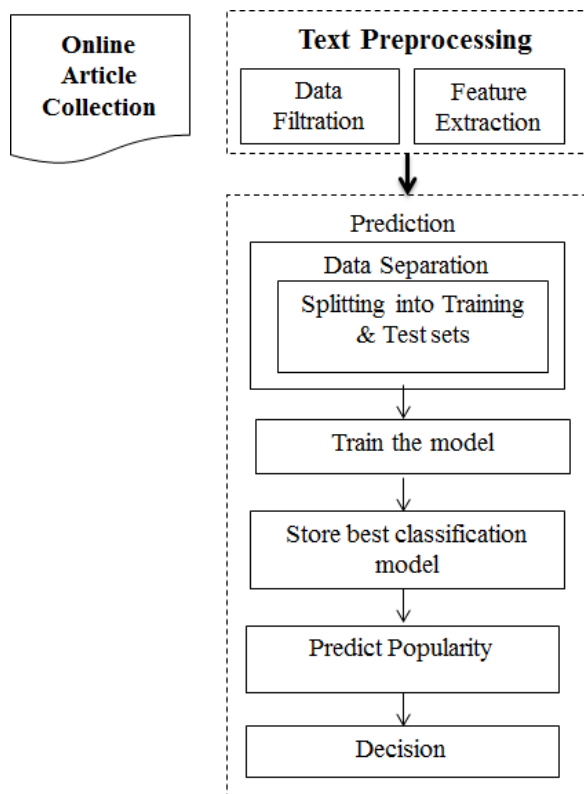 Online
Article
Collection
Text Preprocessing
Data
Filtration
Feature
Extraction
Prediction
Data Separation
Splitting into Training
& Test sets
Train the model
Store best classification
model
Predict Popularity
Decision